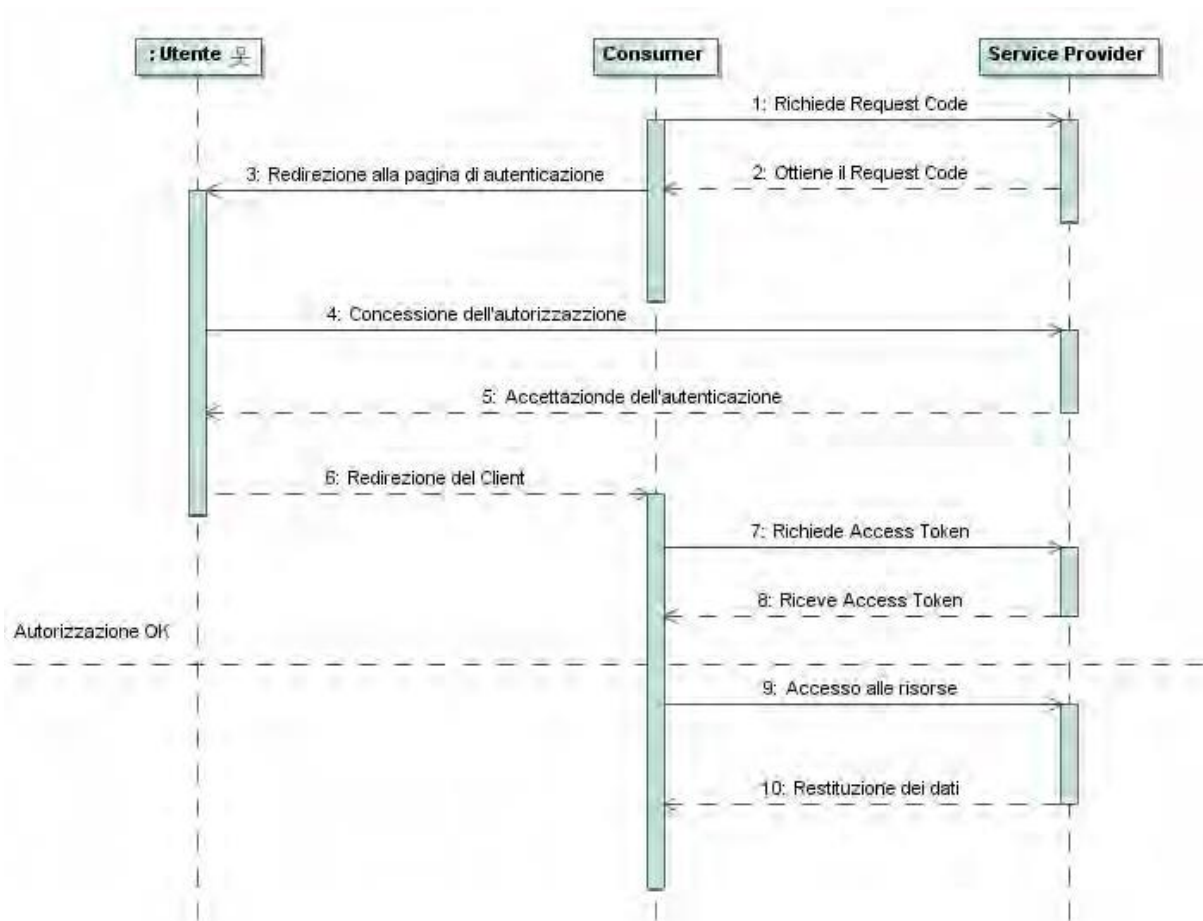 : Utente
Consumer
Service Provider
1: Richiede Request Code
2: Ottiene il Request Code
3: Redirezione alla pagina di autenticazione
4: Concessione dell'autorizzazzione
5: Accettazionde dell'autenticazione
6: Redirezione del Client
7: Richiede Access Token
8: Riceve Access Token
Autorizzazione OK
9: Accesso alle risorse
10: Restituzione dei dati